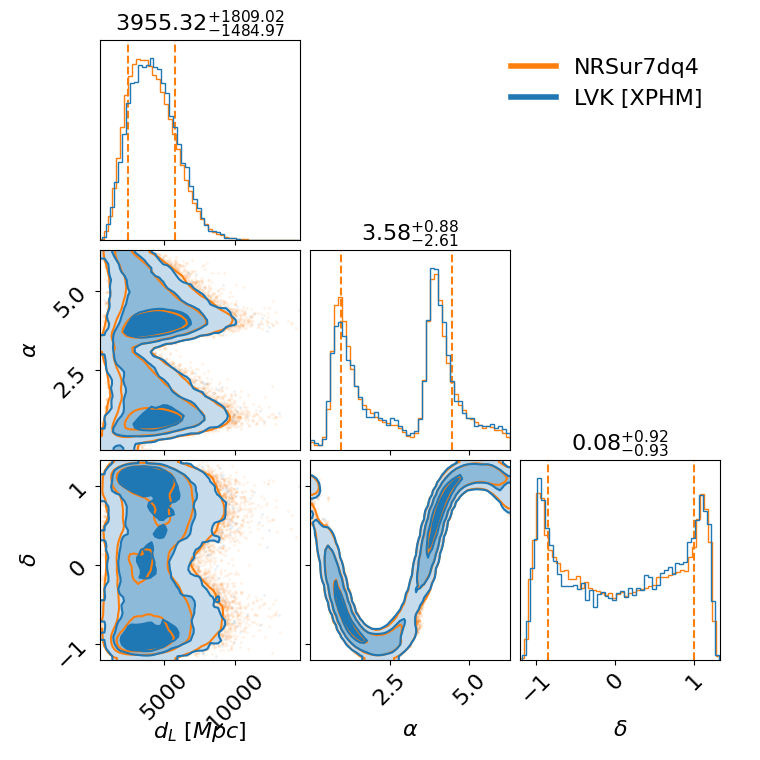 3955.32+1809.02−1484.97
NRSur7dq4
LVK [XPHM]
3.58+0.88−2.61
5.0
2.5
α
0.08+0.92−0.93
1
0
−1
δ
5000
10000
2.5
5.0
−1
0
1
d_L [Mpc]
α
δ